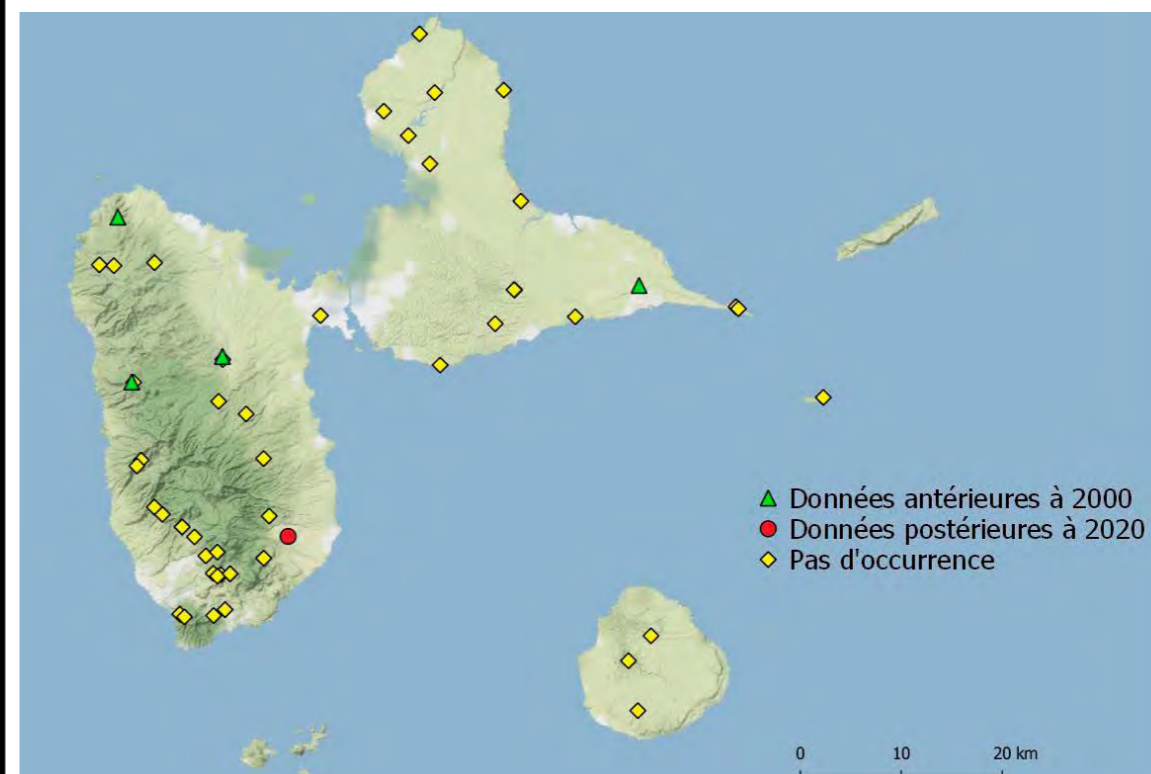 Données antérieures à 2000
Données postérieures à 2020
Pas d'occurrence
0 10 20 km